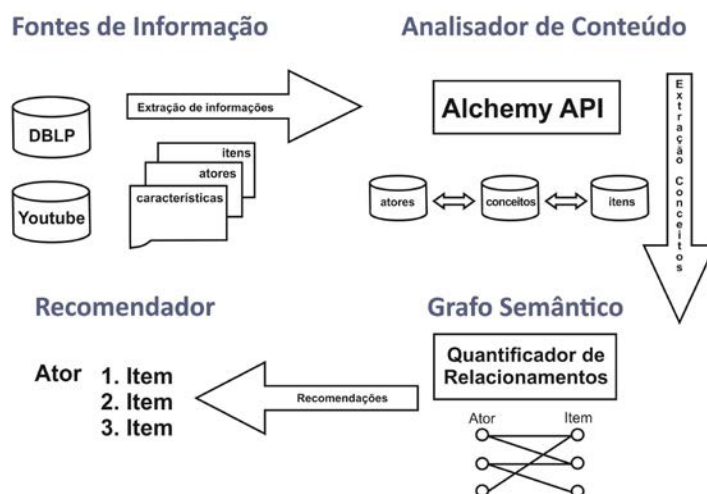 Fontes de Informação
Analisador de Conteúdo
DBLP
Youtube
Extração de informações
itens
atores
características
Alchemy API
atores
conceitos
itens
Extração Conceitos
Recomendador
Grafo Semântico
Ator
1. Item
2. Item
3. Item
Recomendações
Quantificador de
Relacionamentos
Ator
Item